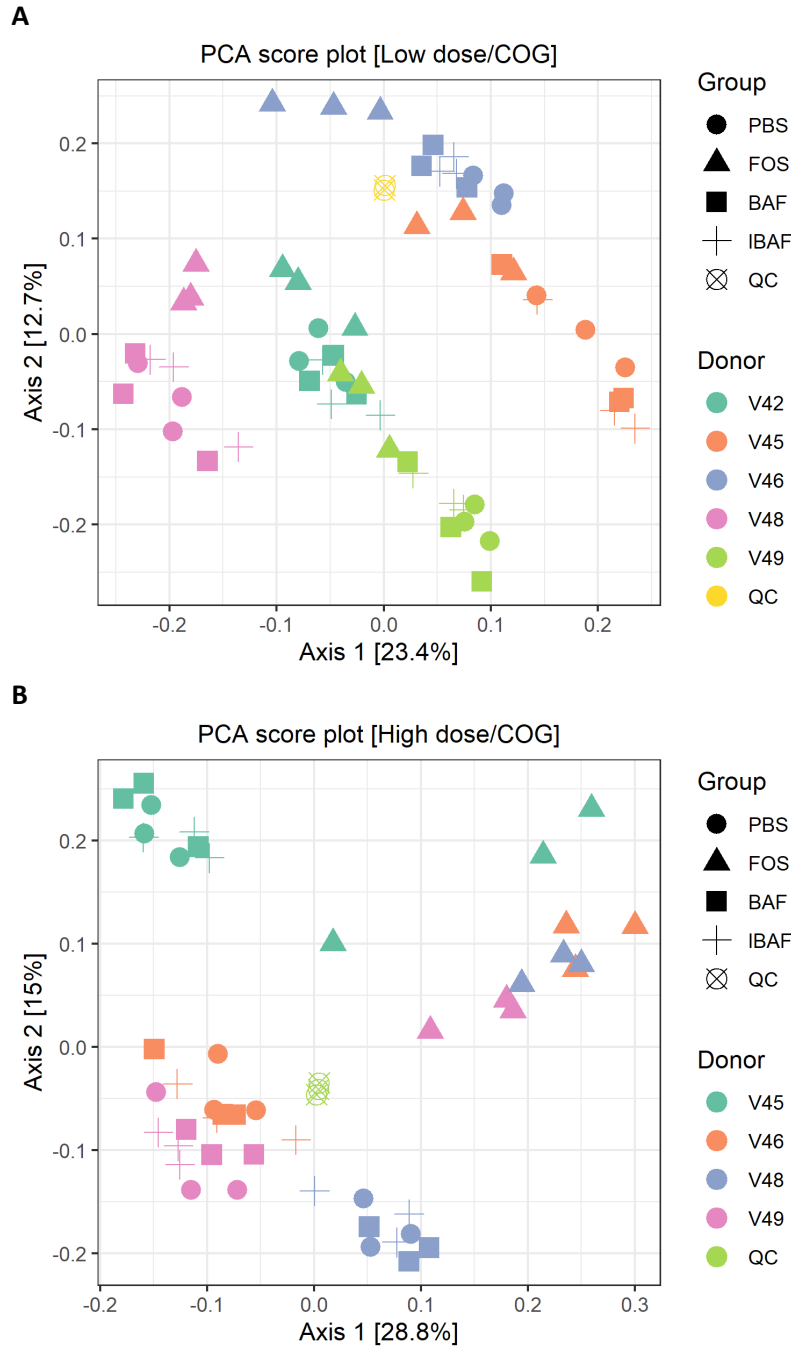 A
PCA score plot [Low dose/COG]
Axis 2 [12.7%]
0.2
0.1
0.0
-0.1
-0.2
-0.2 -0.1 0.0 0.1 0.2
Axis 1 [23.4%]
Group
PBS
FOS
BAF
IBAF
QC
Donor
V42
V45
V46
V48
V49
QC
B
PCA score plot [High dose/COG]
Axis 2 [15%]
0.2
0.1
0.0
-0.1
-0.2
-0.2 -0.1 0.0 0.1 0.2 0.3
Axis 1 [28.8%]
Group
PBS
FOS
BAF
IBAF
QC
Donor
V45
V46
V48
V49
QC